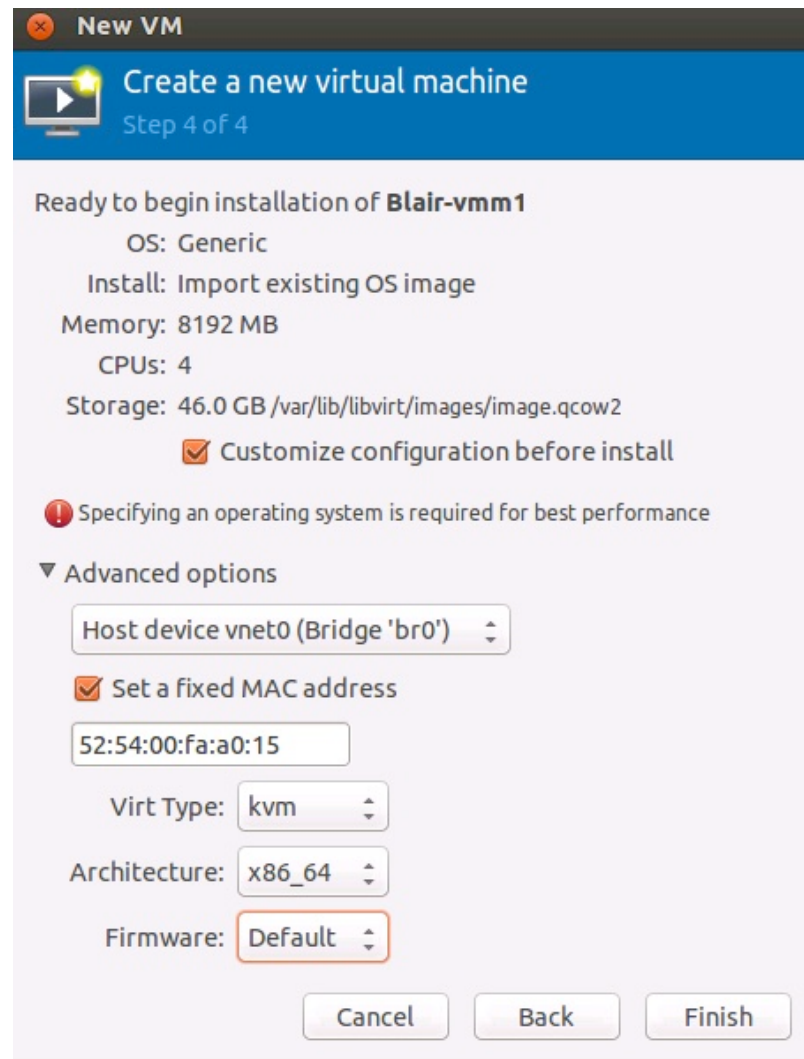 New VM
Create a new virtual machine
Step 4 of 4
Ready to begin installation of Blair-vmm1
OS: Generic
Install: Import existing OS image
Memory: 8192 MB
CPUs: 4
Storage: 46.0 GB /var/lib/libvirt/images/image.qcow2
Customize configuration before install
Specifying an operating system is required for best performance
Advanced options
Host device vnet0 (Bridge 'br0')
Set a fixed MAC address
52:54:00:fa:a0:15
Virt Type: kvm
Architecture: x86_64
Firmware: Default
Cancel Back Finish